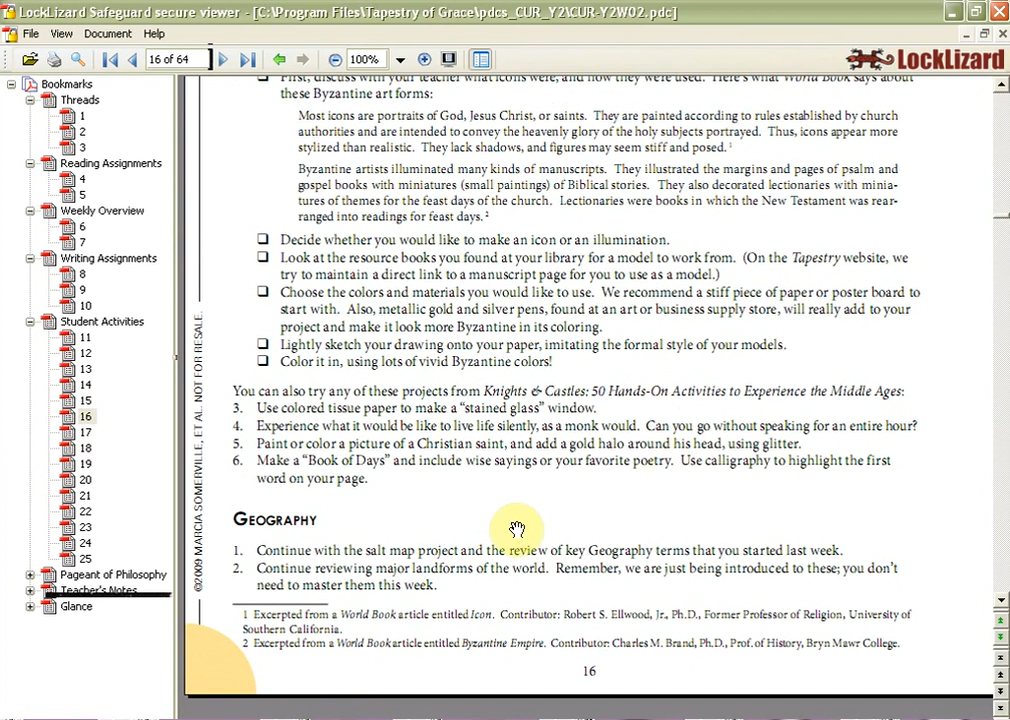 LockLizard Safeguard secure viewer - [C:\Program Files\Tapestry of Grace\pdcs_CUR_Y2\CUR-Y2W02.pdc]
File View Document Help
16 of 64
100%
LockLizard
Bookmarks
Threads
1
2
3
Reading Assignments
4
5
Weekly Overview
6
7
Writing Assignments
8
9
10
Student Activities
11
12
13
14
15
16
17
18
19
20
21
22
23
24
25
Pageant of Philosophy
Teacher's Notes
Glance
©2009 MARCIA SOMERVILLE, ET AL. NOT FOR RESALE.
First, discuss with your teacher what icons were, and how they were used. Here's what World Book says about
these Byzantine art forms:
Most icons are portraits of God, Jesus Christ, or saints. They are painted according to rules established by church
authorities and are intended to convey the heavenly glory of the holy subjects portrayed. Thus, icons appear more
stylized than realistic. They lack shadows, and figures may seem stiff and posed. 1
Byzantine artists illuminated many kinds of manuscripts. They illustrated the margins and pages of psalm and
gospel books with miniatures (small paintings) of Biblical stories. They also decorated lectionaries with minia-
tures of themes for the feast days of the church. Lectionaries were books in which the New Testament was rear-
ranged into readings for feast days. 2
Decide whether you would like to make an icon or an illumination.
Look at the resource books you found at your library for a model to work from. (On the Tapestry website, we
try to maintain a direct link to a manuscript page for you to use as a model.)
Choose the colors and materials you would like to use. We recommend a stiff piece of paper or poster board to
start with. Also, metallic gold and silver pens, found at an art or business supply store, will really add to your
project and make it look more Byzantine in its coloring.
Lightly sketch your drawing onto your paper, imitating the formal style of your models.
Color it in, using lots of vivid Byzantine colors!
You can also try any of these projects from Knights & Castles: 50 Hands-On Activities to Experience the Middle Ages:
3. Use colored tissue paper to make a "stained glass" window.
4. Experience what it would be like to live life silently, as a monk would. Can you go without speaking for an entire hour?
5. Paint or color a picture of a Christian saint, and add a gold halo around his head, using glitter.
6. Make a "Book of Days" and include wise sayings or your favorite poetry. Use calligraphy to highlight the first
word on your page.
GEOGRAPHY
1. Continue with the salt map project and the review of key Geography terms that you started last week.
2. Continue reviewing major landforms of the world. Remember, we are just being introduced to these; you don't
need to master them this week.
1 Excerpted from a World Book article entitled Icon. Contributor: Robert S. Ellwood, Jr., Ph.D., Former Professor of Religion, University of
Southern California.
2 Excerpted from a World Book article entitled Byzantine Empire. Contributor: Charles M. Brand, Ph.D., Prof. of History, Bryn Mawr College.
16